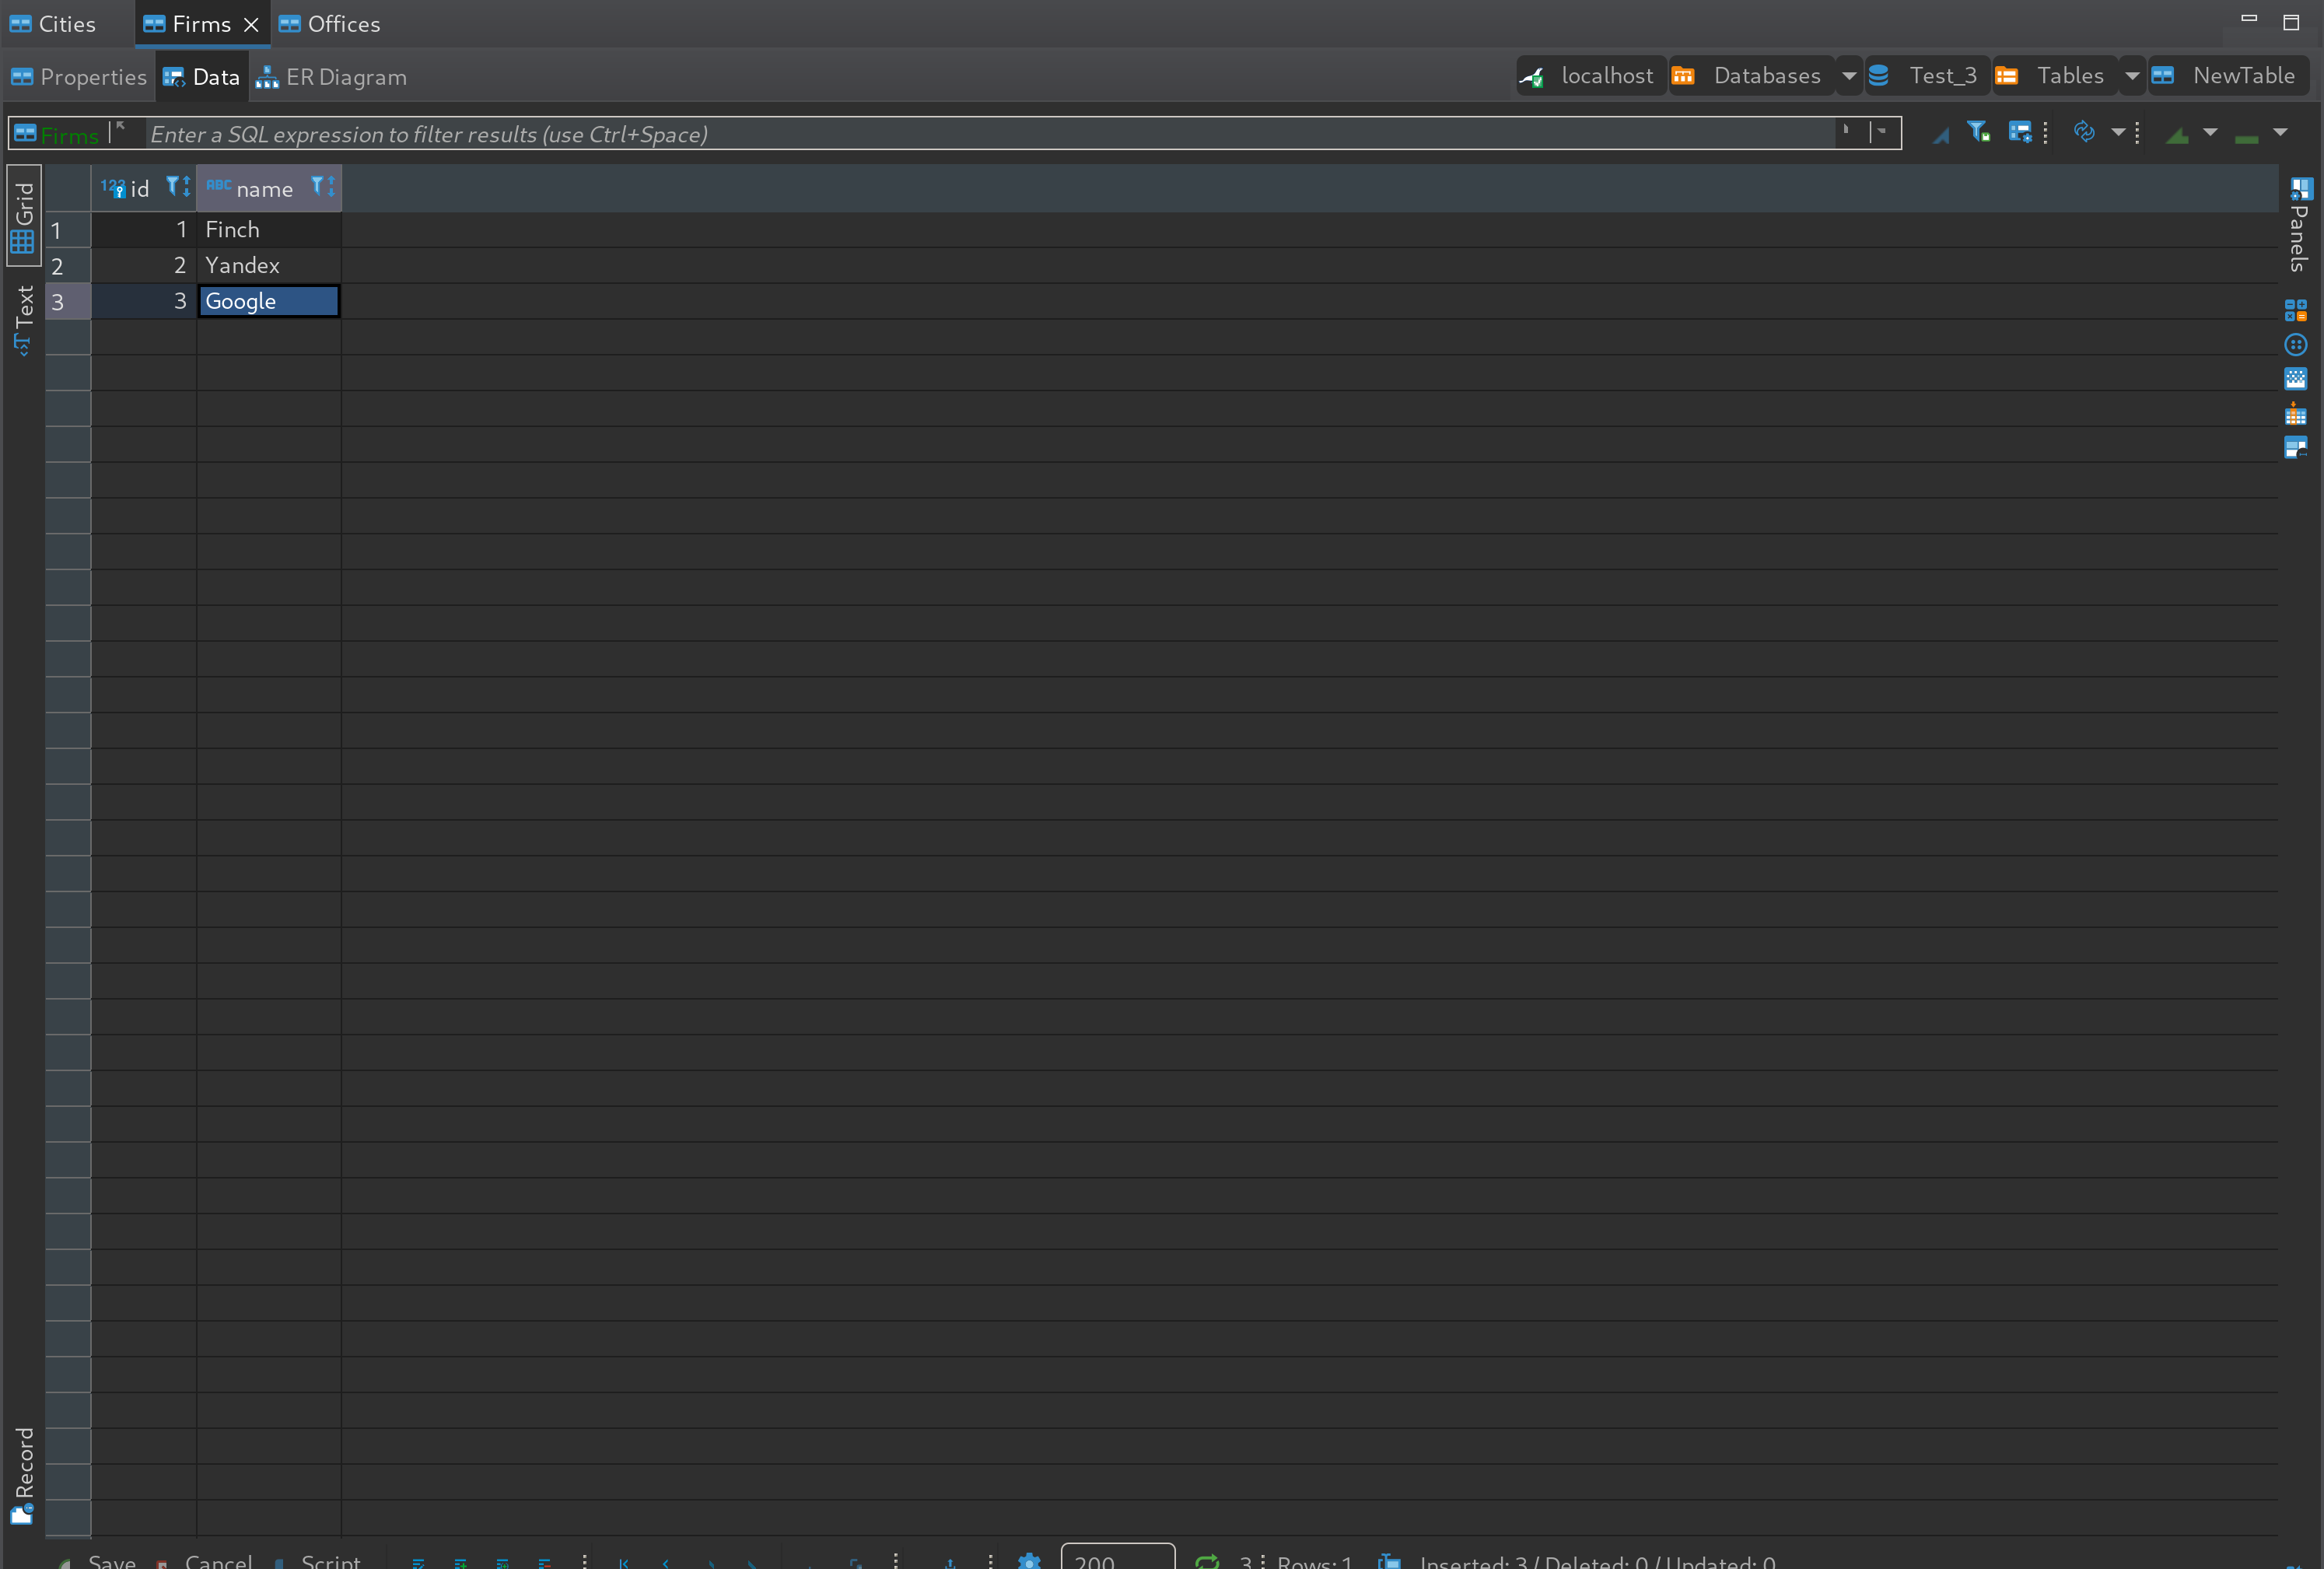 Cities Firms Offices
Properties Data ER Diagram localhost Databases Test_3 Tables NewTable
Firms Enter a SQL expression to filter results (use Ctrl+Space)
Grid
Text
Record
Panels
123 id ABC name
1 1 Finch
2 2 Yandex
3 3 Google
Save Cancel Script 200 3 Rows: 1 Inserted: 3 / Deleted: 0 / Updated: 0